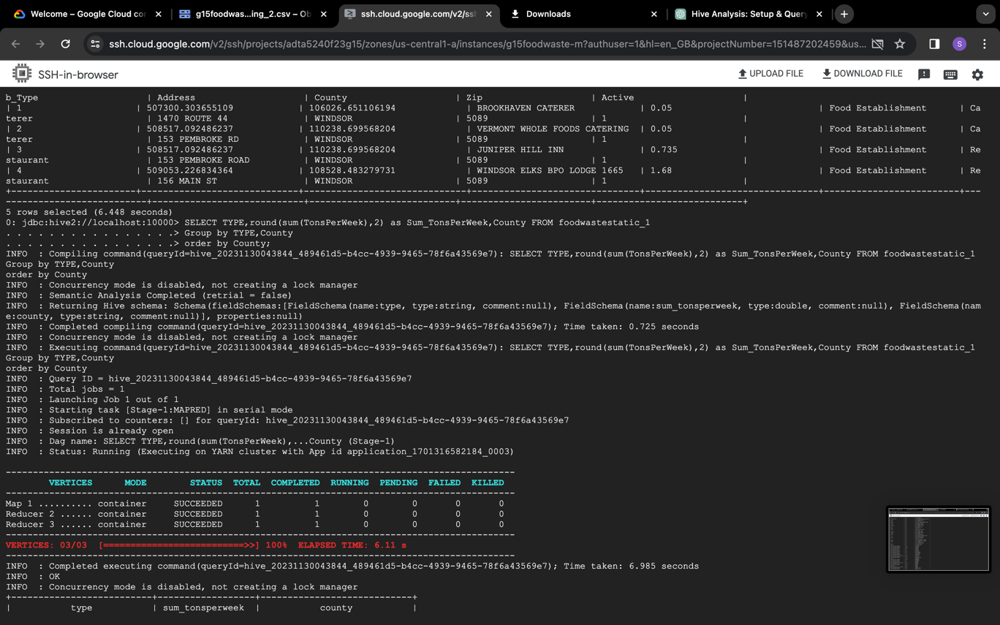 Welcome – Google Cloud con
g15foodwas...ing_2.csv – Ob
ssh.cloud.google.com/v2/ssh
Downloads
Hive Analysis: Setup & Query
ssh.cloud.google.com/v2/ssh/projects/adta5240f23g15/zones/us-central1-a/instances/g15foodwaste-m?authuser=1&hl=en_GB&projectNumber=151487202459&us...
S
SSH-in-browser
UPLOAD FILE
DOWNLOAD FILE
b_Type | Address | County | Zip | Active |
| 1 | 507300.303655109 | 106026.651106194 | BROOKHAVEN CATERER | 0.05 | Food Establishment | Ca
terer | 1470 ROUTE 44 | WINDSOR | 5089 | 1 |
| 2 | 508517.092486237 | 110238.699568204 | VERMONT WHOLE FOODS CATERING | 0.05 | Food Establishment | Ca
terer | 153 PEMBROKE RD | WINDSOR | 5089 | 1 |
| 3 | 508517.092486237 | 110238.699568204 | JUNIPER HILL INN | 0.735 | Food Establishment | Re
staurant | 153 PEMBROKE ROAD | WINDSOR | 5089 | 1 |
| 4 | 509053.226834364 | 108528.483279731 | WINDSOR ELKS BPO LODGE 1665 | 1.68 | Food Establishment | Re
staurant | 156 MAIN ST | WINDSOR | 5089 | 1 |
5 rows selected (6.448 seconds)
0: jdbc:hive2://localhost:10000> SELECT TYPE,round(sum(TonsPerWeek),2) as Sum_TonsPerWeek,County FROM foodwastestatic_1
. . . . . . . . . . . . . . . .> Group by TYPE,County
. . . . . . . . . . . . . . . .> order by County;
INFO : Compiling command(queryId=hive_20231130043844_489461d5-b4cc-4939-9465-78f6a43569e7): SELECT TYPE,round(sum(TonsPerWeek),2) as Sum_TonsPerWeek,County FROM foodwastestatic_1
Group by TYPE,County
order by County
INFO : Concurrency mode is disabled, not creating a lock manager
INFO : Semantic Analysis Completed (retrial = false)
INFO : Returning Hive schema: Schema(fieldSchemas:[FieldSchema(name:type, type:string, comment:null), FieldSchema(name:sum_tonsperweek, type:double, comment:null), FieldSchema(nam
e:county, type:string, comment:null)], properties:null)
INFO : Completed compiling command(queryId=hive_20231130043844_489461d5-b4cc-4939-9465-78f6a43569e7); Time taken: 0.725 seconds
INFO : Concurrency mode is disabled, not creating a lock manager
INFO : Executing command(queryId=hive_20231130043844_489461d5-b4cc-4939-9465-78f6a43569e7): SELECT TYPE,round(sum(TonsPerWeek),2) as Sum_TonsPerWeek,County FROM foodwastestatic_1
Group by TYPE,County
order by County
INFO : Query ID = hive_20231130043844_489461d5-b4cc-4939-9465-78f6a43569e7
INFO : Total jobs = 1
INFO : Launching Job 1 out of 1
INFO : Starting task [Stage-1:MAPRED] in serial mode
INFO : Subscribed to counters: [] for queryId: hive_20231130043844_489461d5-b4cc-4939-9465-78f6a43569e7
INFO : Session is already open
INFO : Dag name: SELECT TYPE,round(sum(TonsPerWeek),...County (Stage-1)
INFO : Status: Running (Executing on YARN cluster with App id application_1701316582184_0003)
VERTICES MODE STATUS TOTAL COMPLETED RUNNING PENDING FAILED KILLED
Map 1 .......... container SUCCEEDED 1 1 0 0 0 0
Reducer 2 ...... container SUCCEEDED 1 1 0 0 0 0
Reducer 3 ...... container SUCCEEDED 1 1 0 0 0 0
VERTICES: 03/03 [==========================>>] 100% ELAPSED TIME: 6.11 s
INFO : Completed executing command(queryId=hive_20231130043844_489461d5-b4cc-4939-9465-78f6a43569e7); Time taken: 6.985 seconds
INFO : OK
INFO : Concurrency mode is disabled, not creating a lock manager
| type | sum_tonsperweek | county |